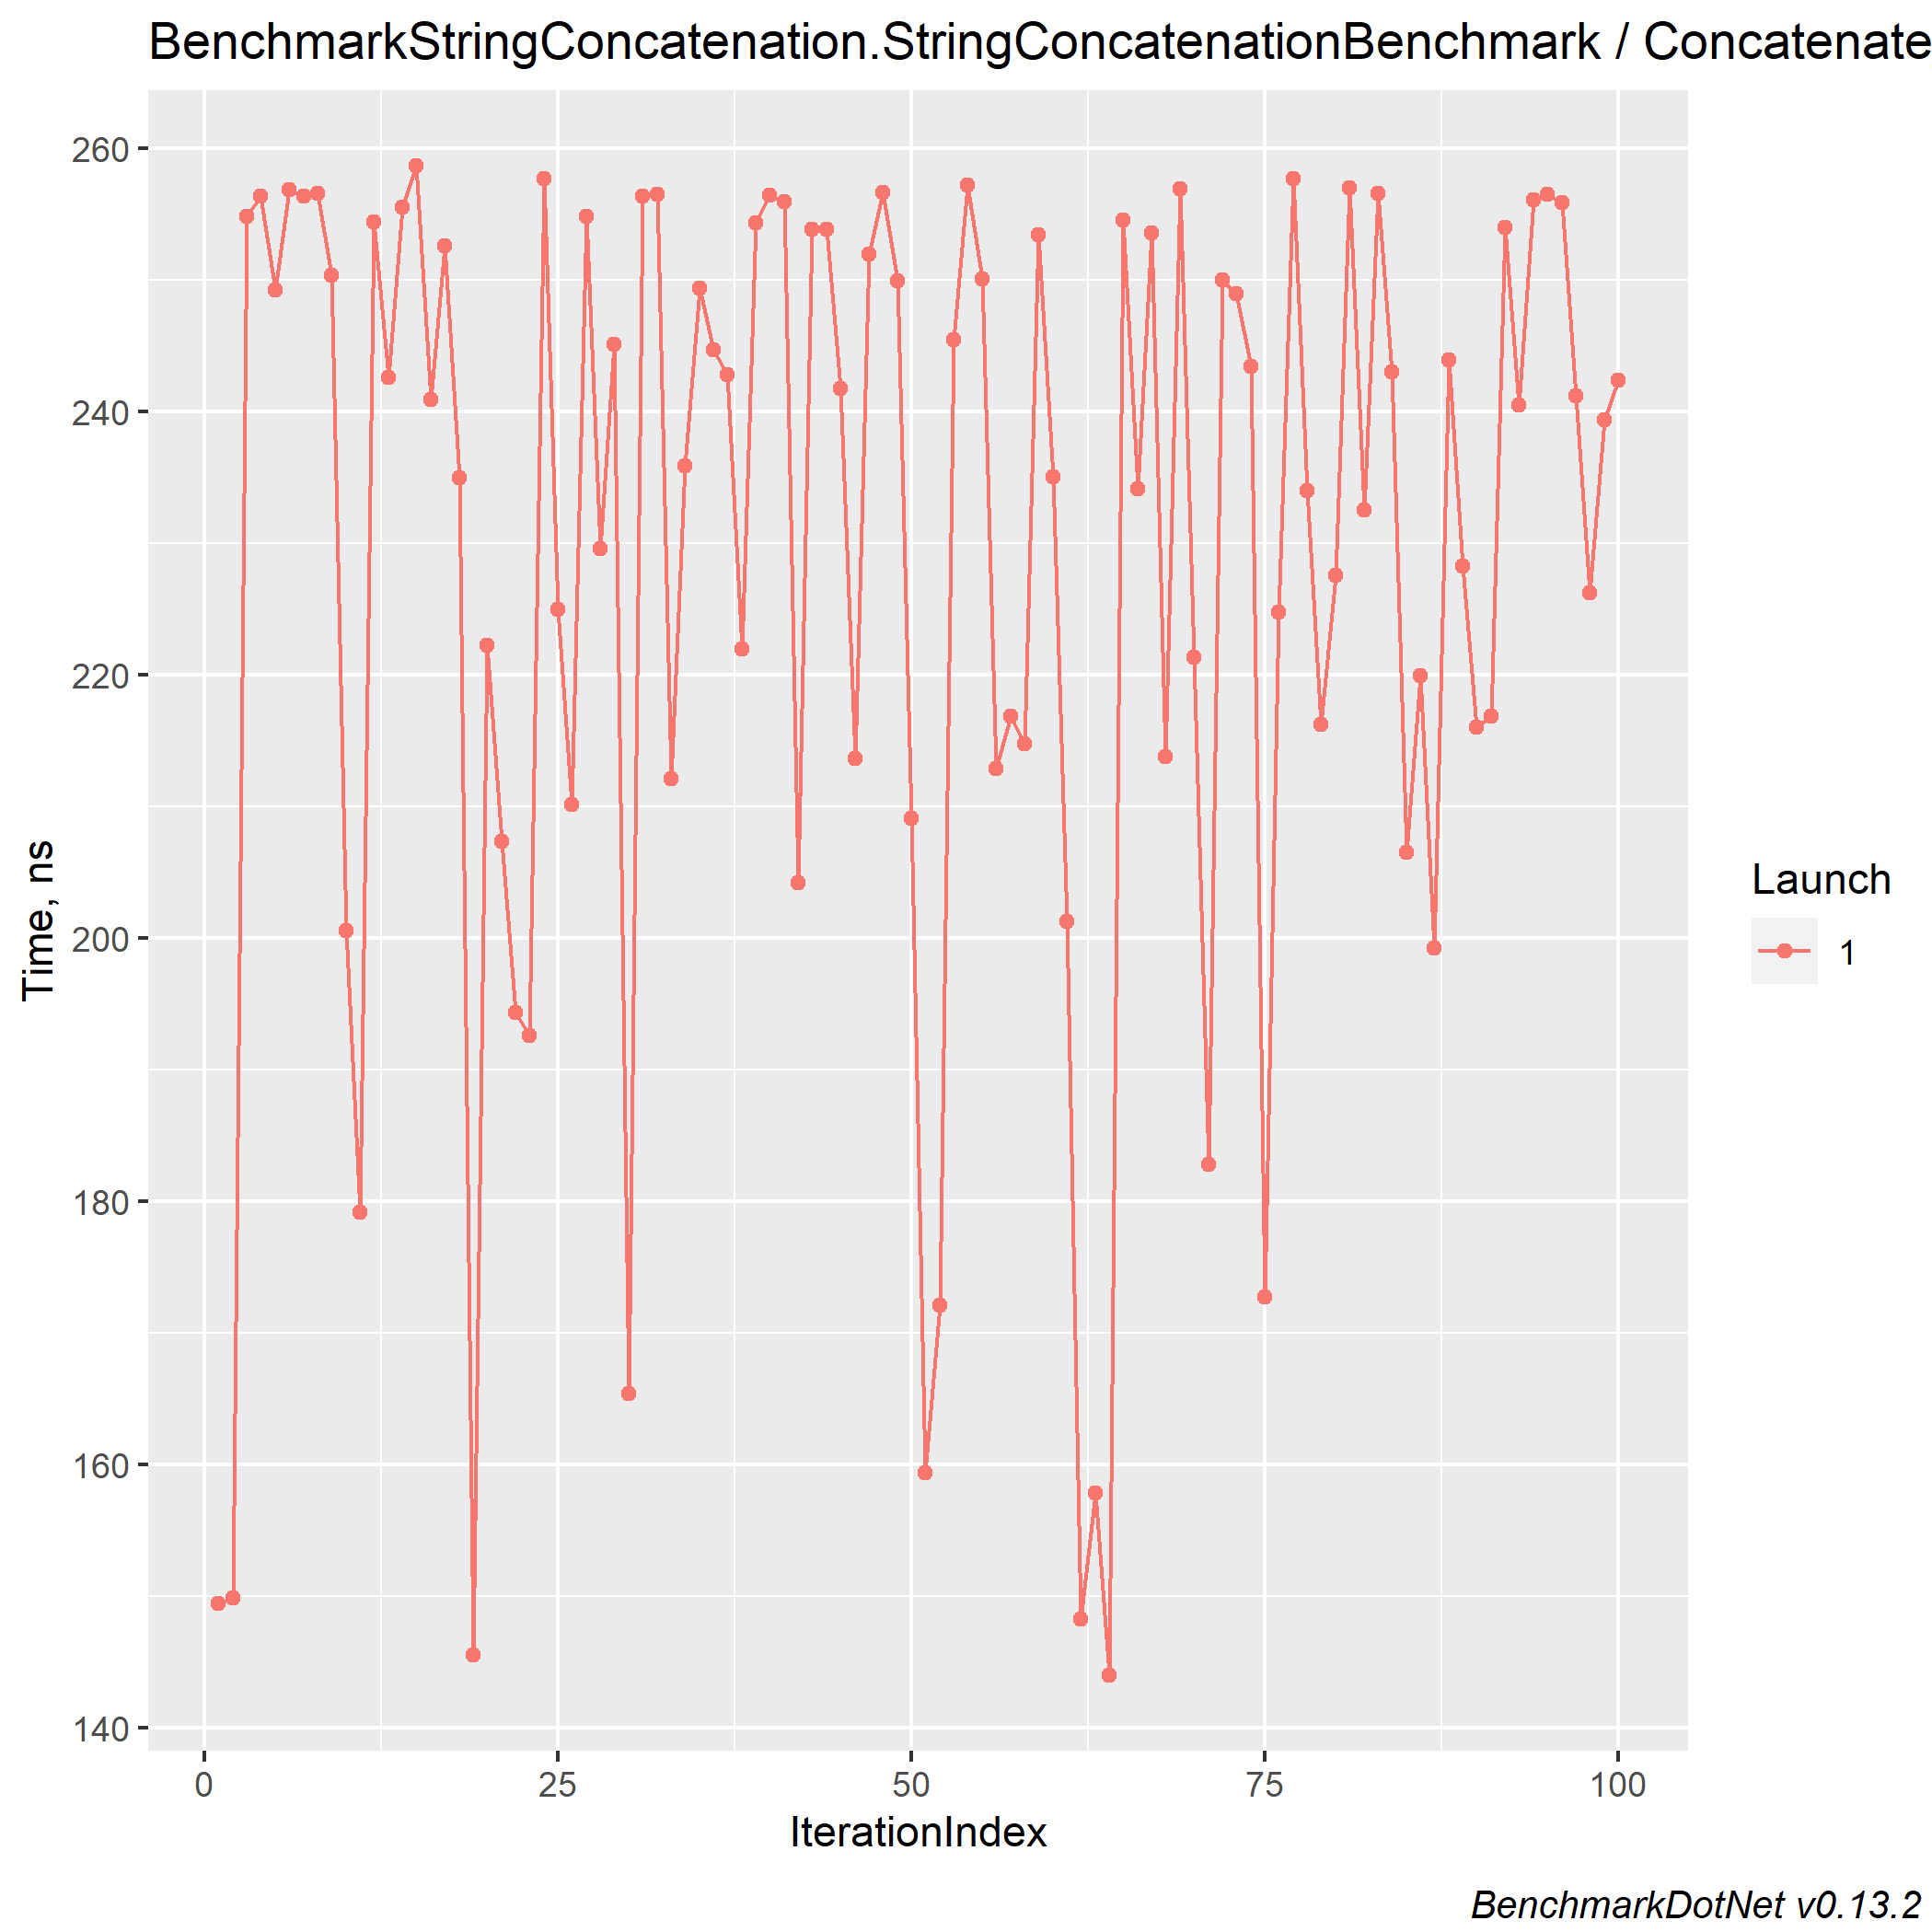 BenchmarkStringConcatenation.StringConcatenationBenchmark / Concatenate
260
240
220
200
180
160
140
Time, ns
0 25 50 75 100
IterationIndex
Launch
1
BenchmarkDotNet v0.13.2